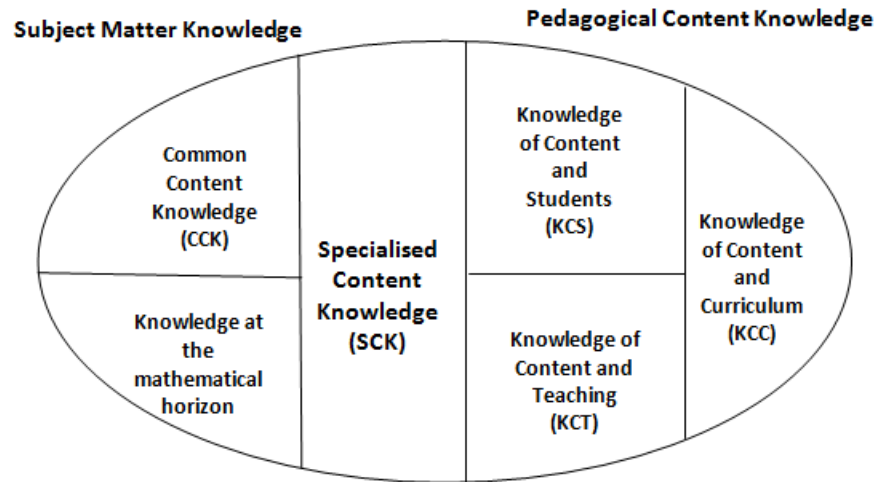 Subject Matter Knowledge
Pedagogical Content Knowledge
Common
Content
Knowledge
(CCK)
Knowledge at
the
mathematical
horizon
Specialised
Content
Knowledge
(SCK)
Knowledge
of Content
and
Students
(KCS)
Knowledge of
Content and
Teaching
(KCT)
Knowledge
of Content
and
Curriculum
(KCC)